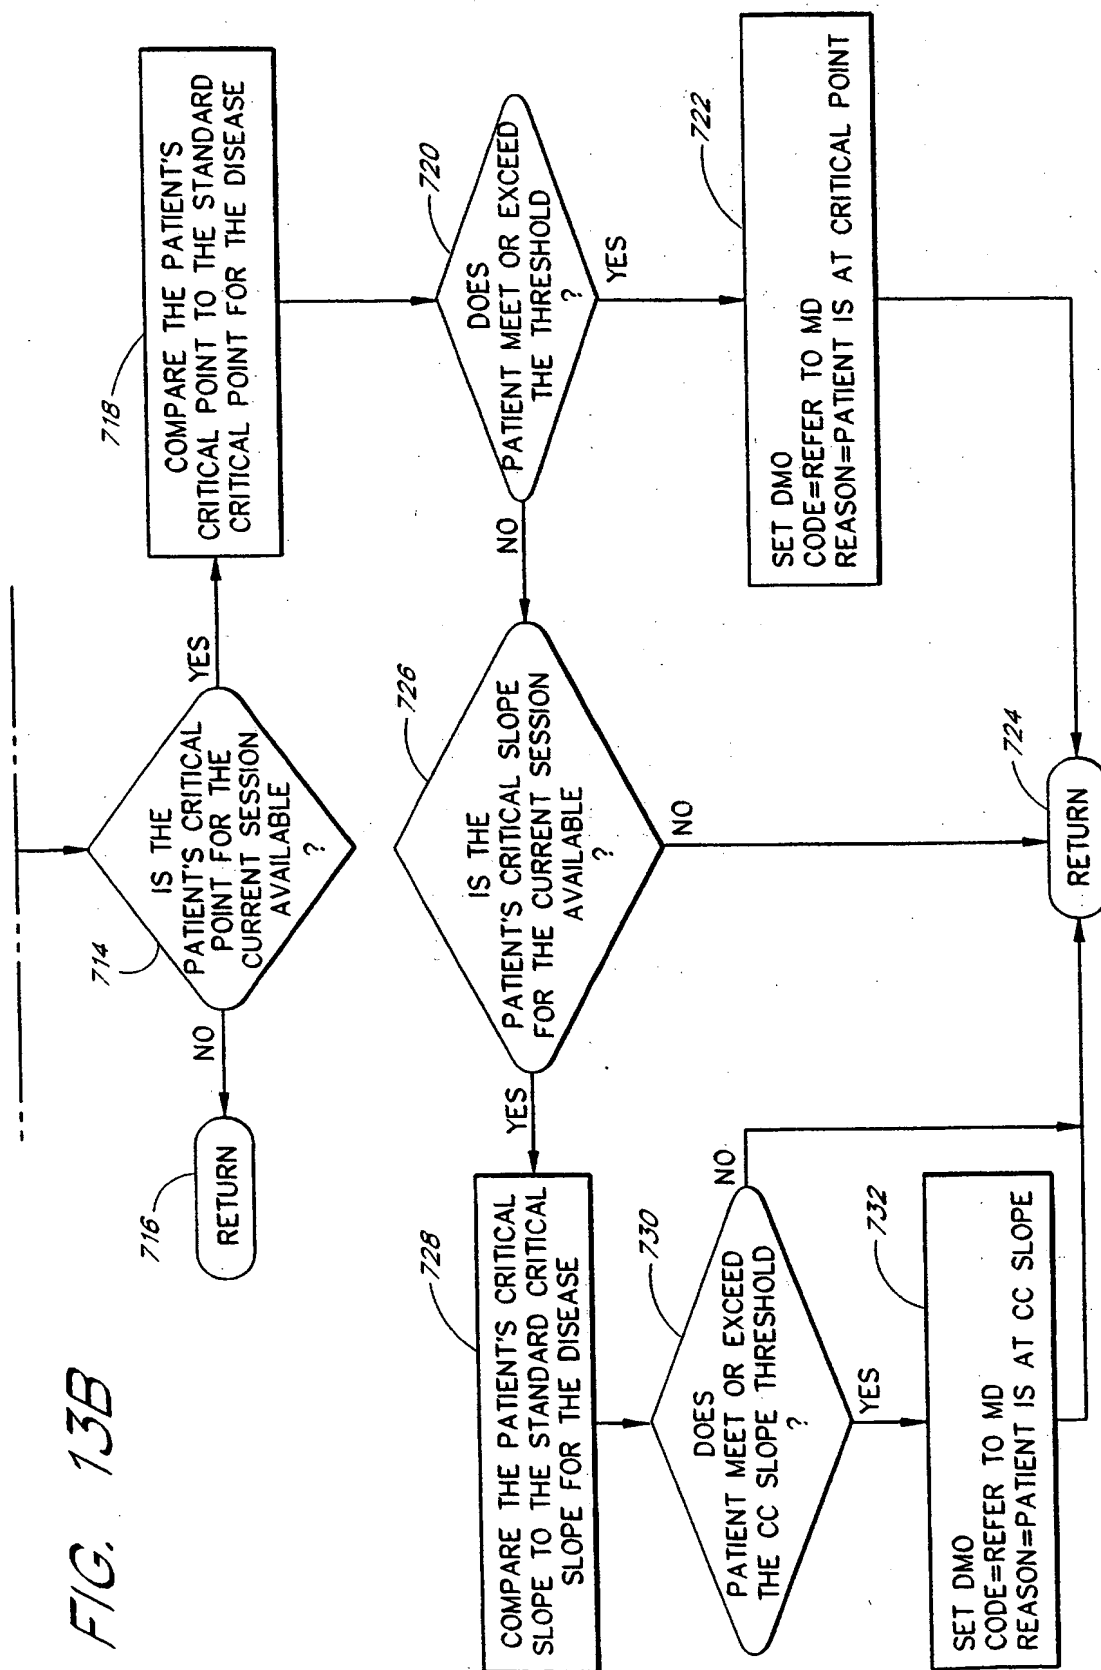 FIG. 13B
714
IS THE
PATIENT'S CRITICAL
POINT FOR THE
CURRENT SESSION
AVAILABLE
?
NO
YES
716
RETURN
718
COMPARE THE PATIENT'S
CRITICAL POINT TO THE STANDARD
CRITICAL POINT FOR THE DISEASE
720
DOES
PATIENT MEET OR EXCEED
THE THRESHOLD
?
NO
YES
722
SET DMO
CODE=REFER TO MD
REASON=PATIENT IS AT CRITICAL POINT
726
IS THE
PATIENT'S CRITICAL SLOPE
FOR THE CURRENT SESSION
AVAILABLE
?
YES
NO
728
COMPARE THE PATIENT'S CRITICAL
SLOPE TO THE STANDARD CRITICAL
SLOPE FOR THE DISEASE
730
DOES
PATIENT MEET OR EXCEED
THE CC SLOPE THRESHOLD
?
NO
YES
732
SET DMO
CODE=REFER TO MD
REASON=PATIENT IS AT CC SLOPE
724
RETURN